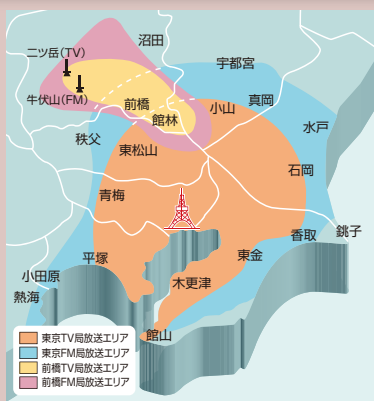 沼田
二ツ岳(TV)
宇都宮
牛伏山(FM)
前橋
小山
真岡
館林
水戸
秩父
東松山
石岡
青梅
香取
銚子
平塚
東金
小田原
木更津
熱海
館山
東京TV局放送エリア
東京FM局放送エリア
前橋TV局放送エリア
前橋FM局放送エリア